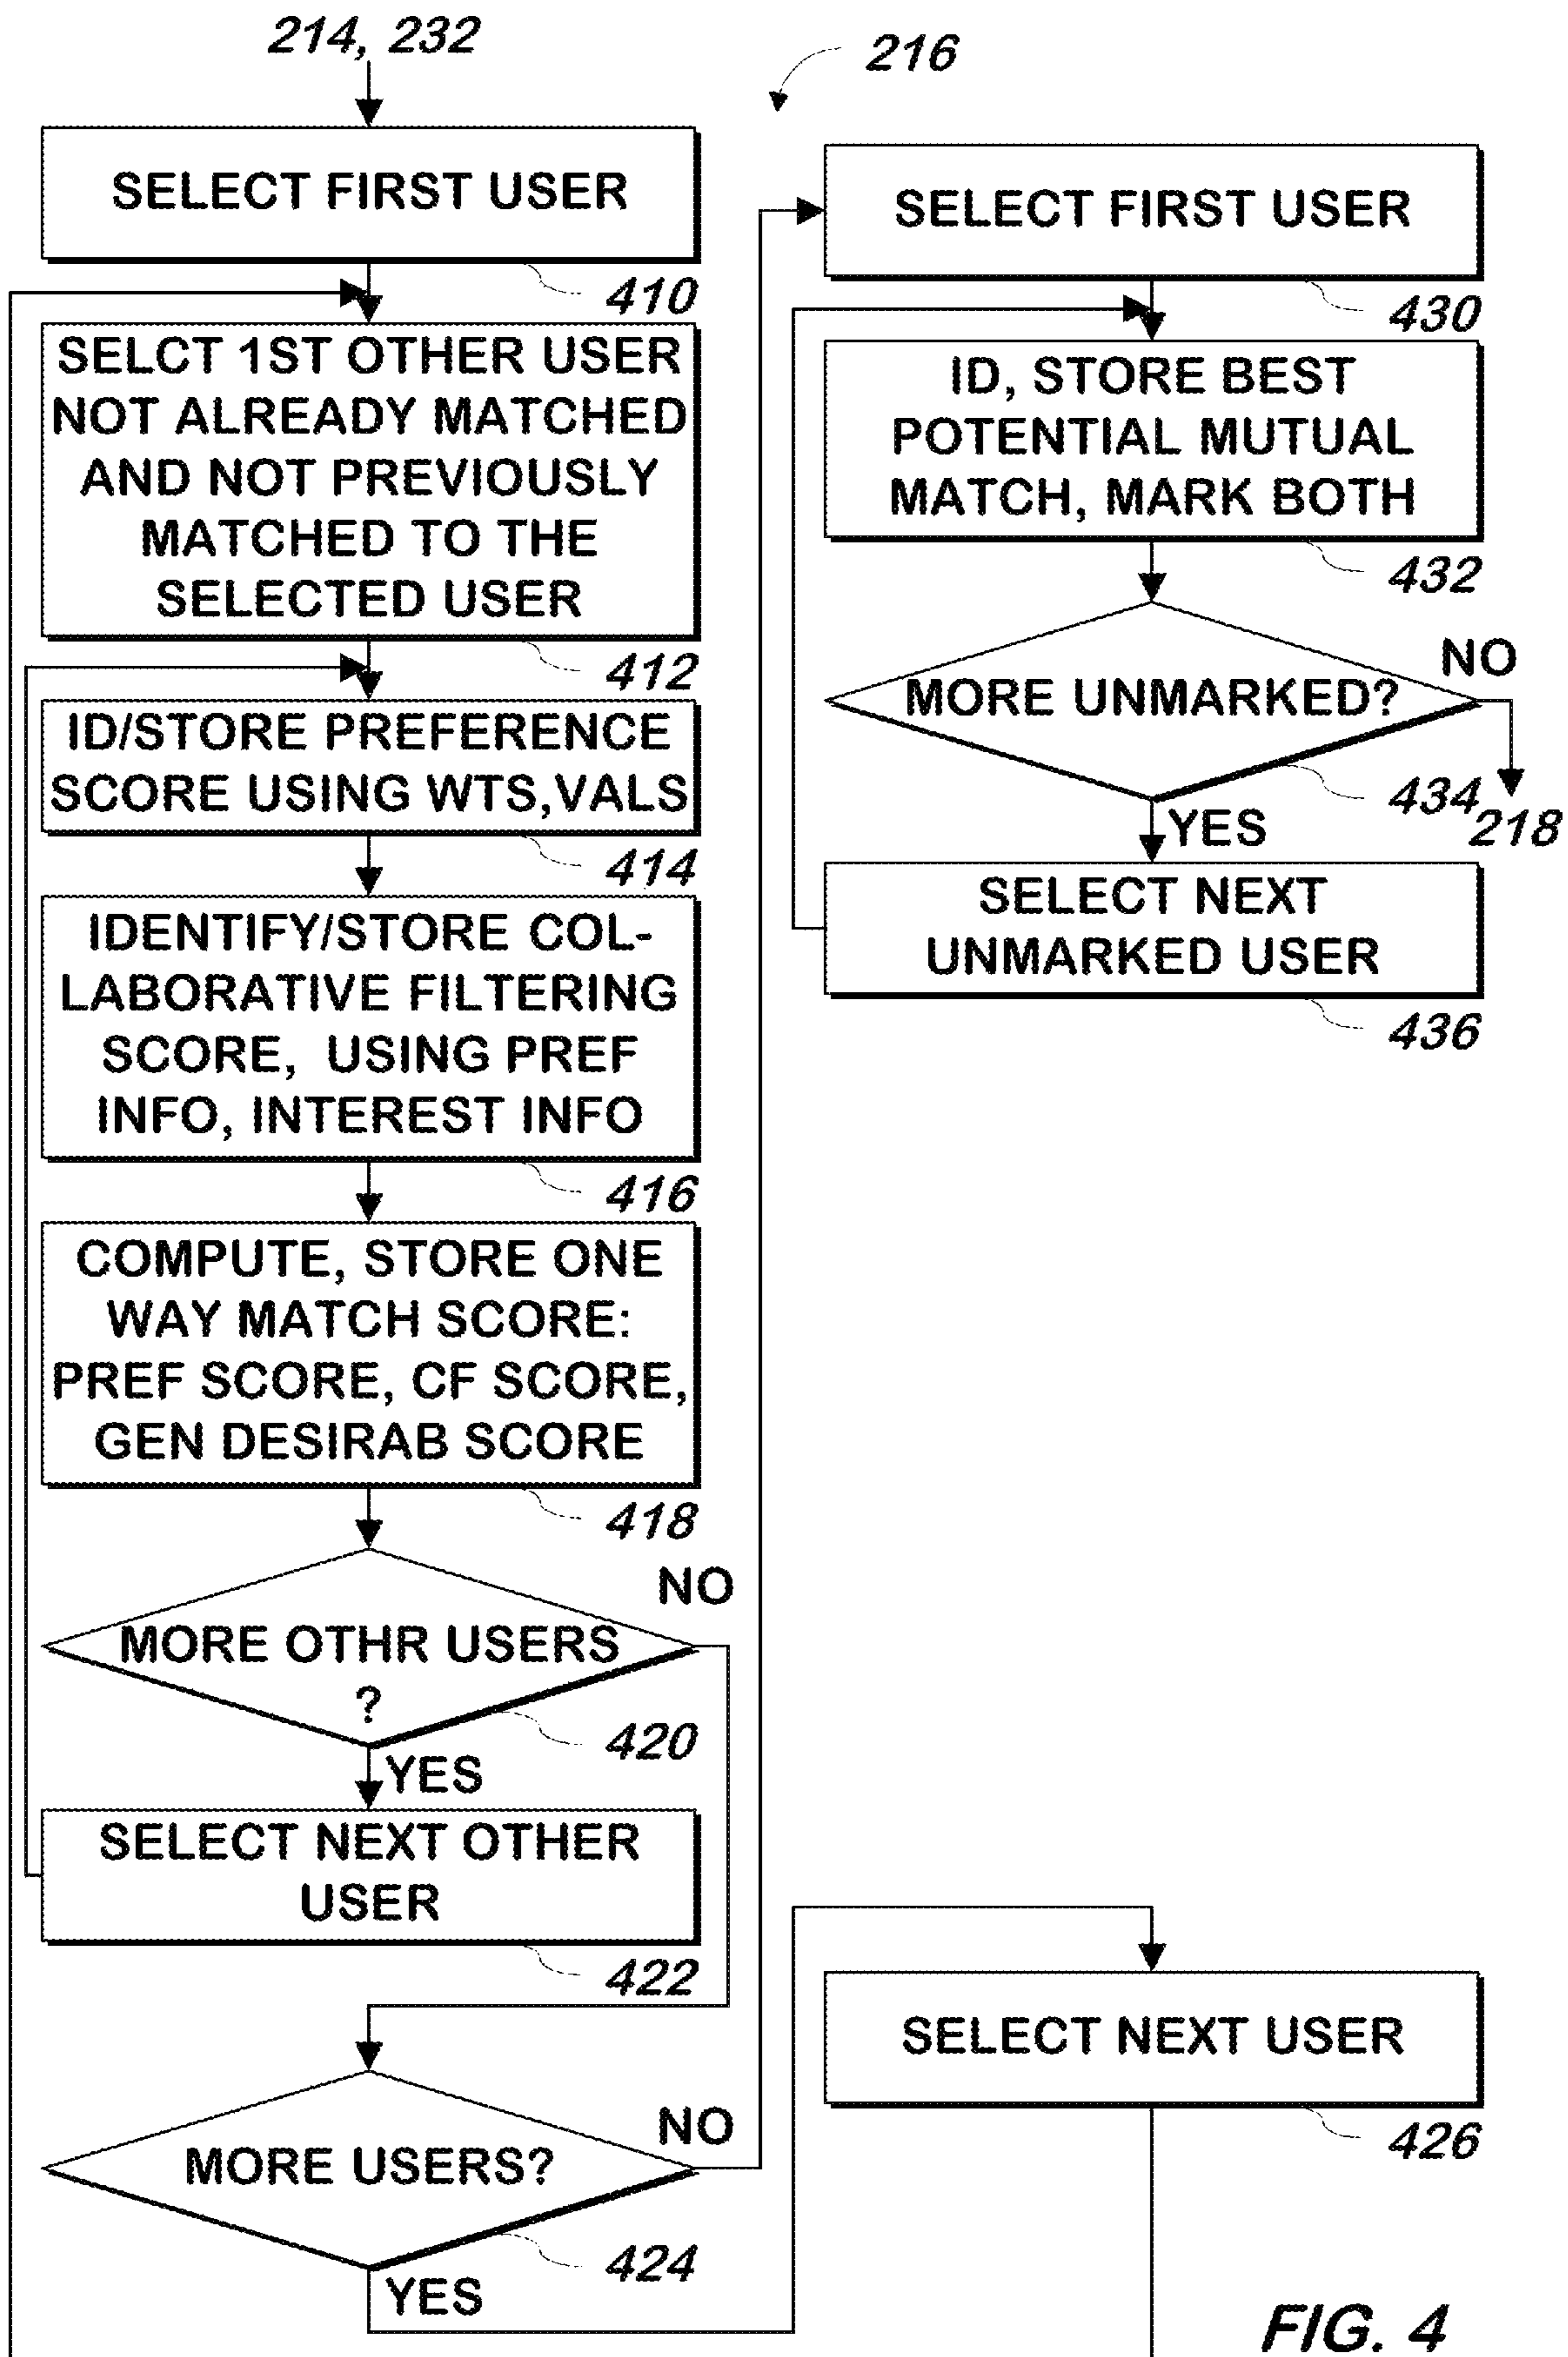 214, 232
SELECT FIRST USER
410
SELCT 1ST OTHER USER
NOT ALREADY MATCHED
AND NOT PREVIOUSLY
MATCHED TO THE
SELECTED USER
412
ID/STORE PREFERENCE
SCORE USING WTS,VALS
414
IDENTIFY/STORE COL-
LABORATIVE FILTERING
SCORE, USING PREF
INFO, INTEREST INFO
416
COMPUTE, STORE ONE
WAY MATCH SCORE:
PREF SCORE, CF SCORE,
GEN DESIRAB SCORE
418
NO
MORE OTHR USERS
?
420
YES
SELECT NEXT OTHER
USER
422
NO
MORE USERS?
424
YES
216
SELECT FIRST USER
430
ID, STORE BEST
POTENTIAL MUTUAL
MATCH, MARK BOTH
432
NO
MORE UNMARKED?
434
218
YES
SELECT NEXT
UNMARKED USER
436
SELECT NEXT USER
426
FIG. 4